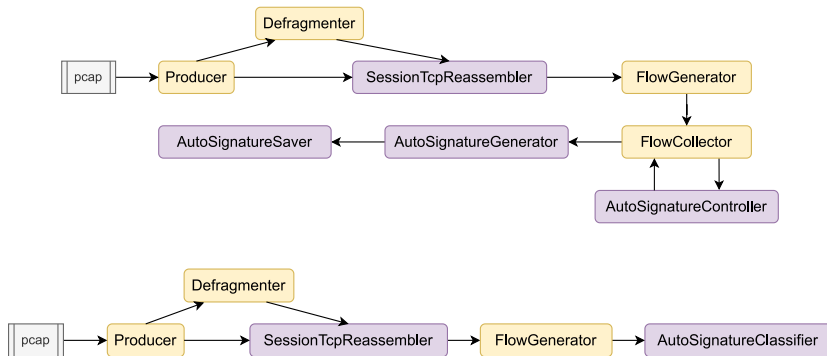 Defragmenter
pcap
Producer
SessionTcpReassembler
FlowGenerator
AutoSignatureSaver
AutoSignatureGenerator
FlowCollector
AutoSignatureController
Defragmenter
pcap
Producer
SessionTcpReassembler
FlowGenerator
AutoSignatureClassifier